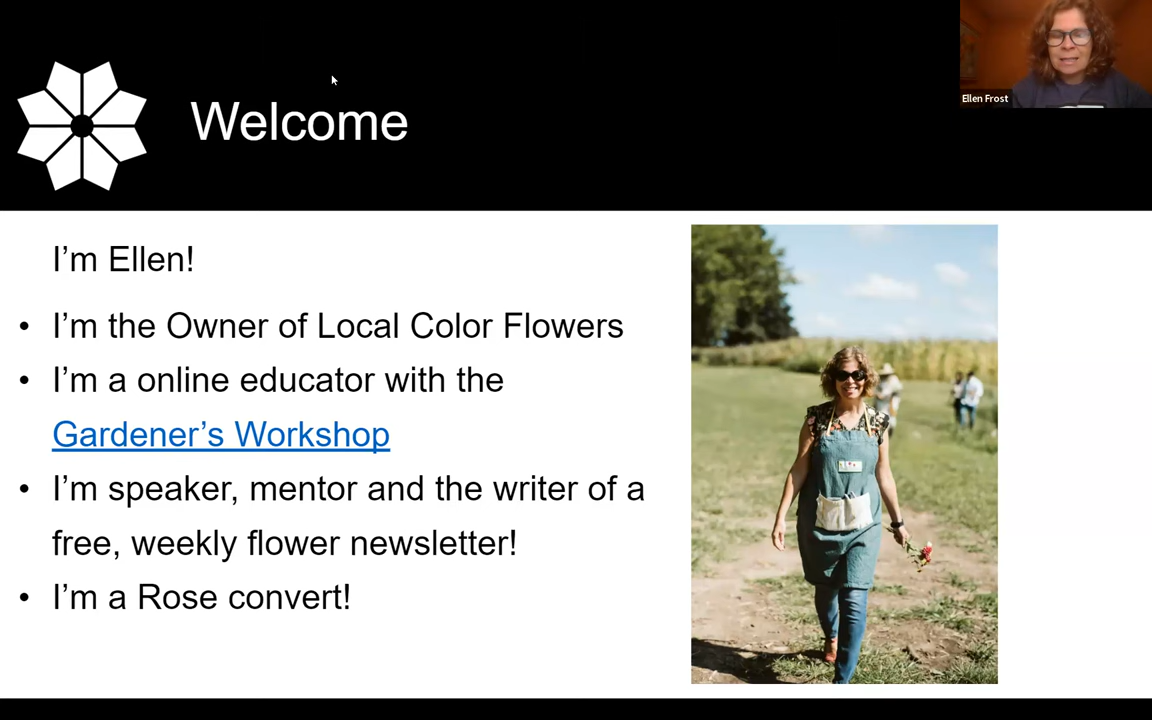 Welcome
Ellen Frost
I'm Ellen!
• I'm the Owner of Local Color Flowers
• I'm a online educator with the
Gardener's Workshop
• I'm speaker, mentor and the writer of a
free, weekly flower newsletter!
• I'm a Rose convert!